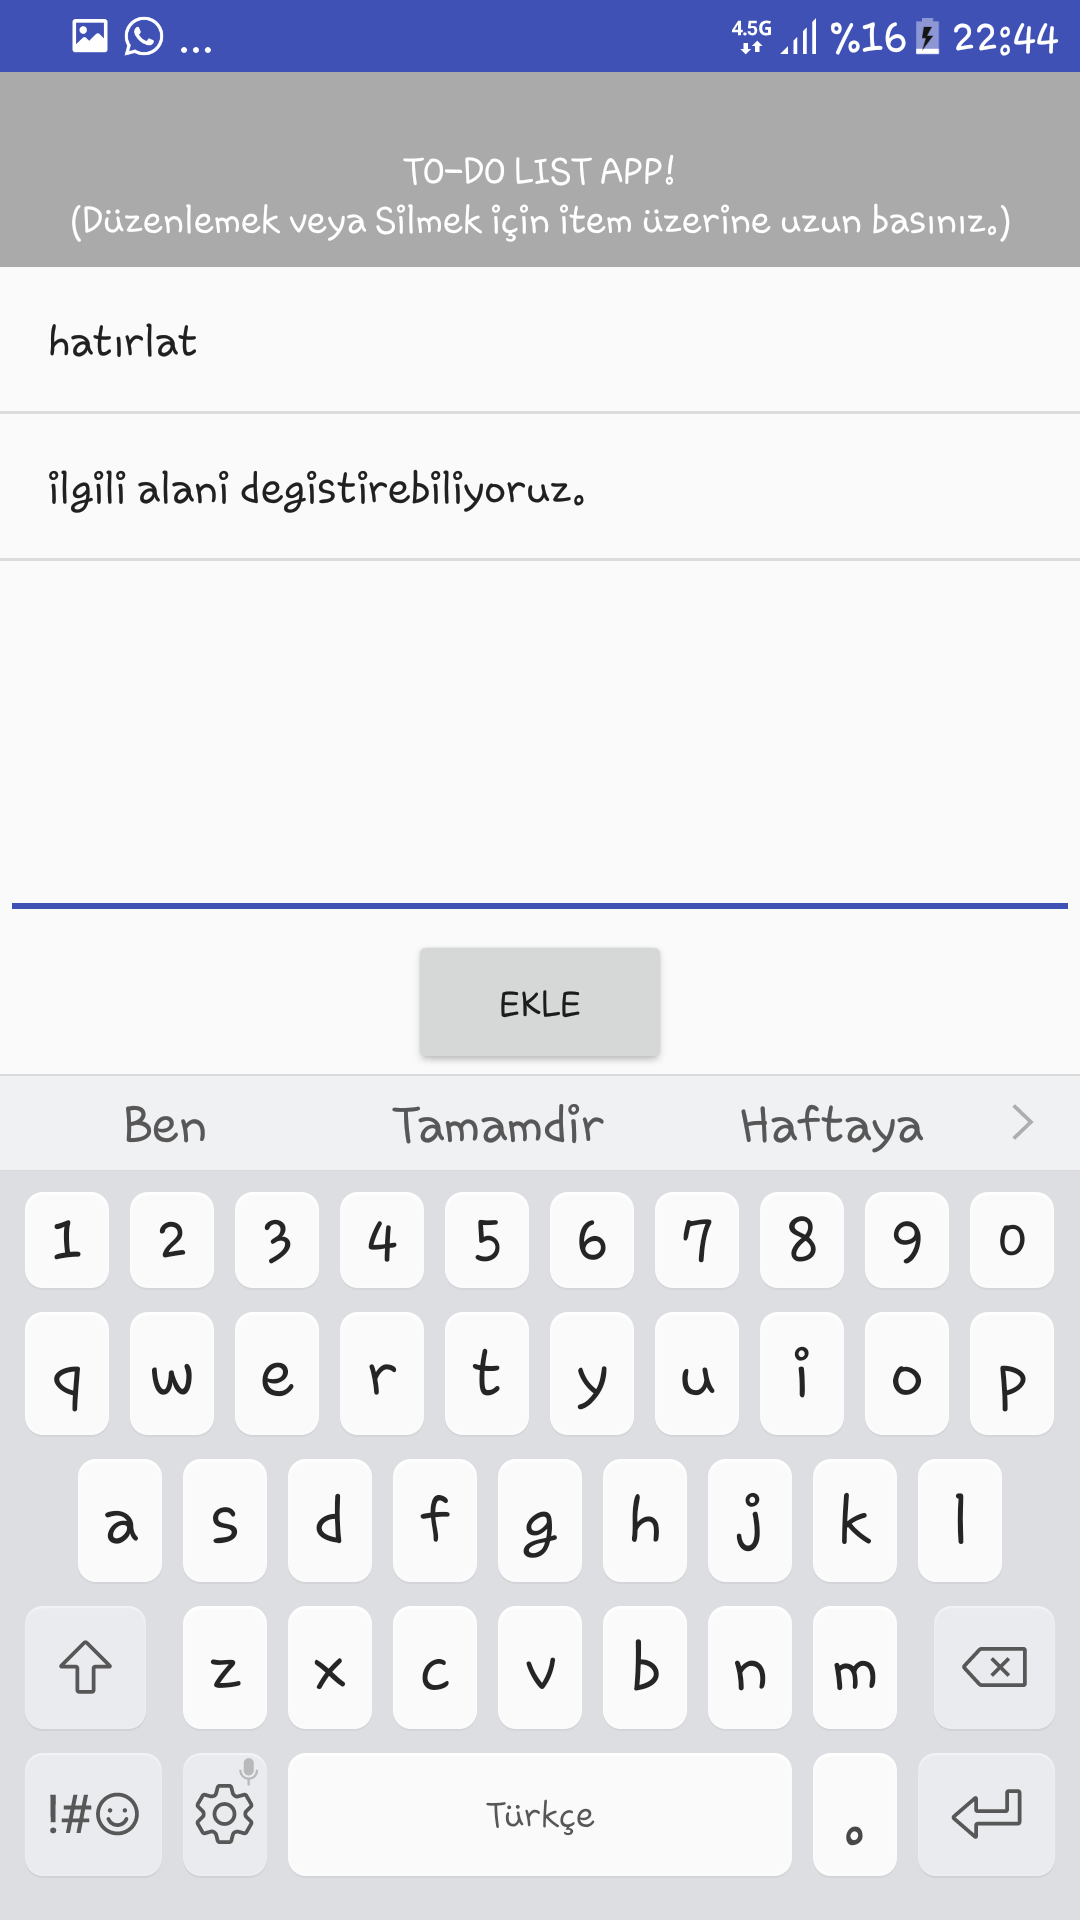 ... 4.5G %16 22:44
TO-DO LIST APP!
(Düzenlemek veya Silmek için item üzerine uzun basınız.)
hatırlat
ilgili alani degistirebiliyoruz.
EKLE
Ben Tamamdir Haftaya
1 2 3 4 5 6 7 8 9 0
q w e r t y u i o p
a s d f g h j k l
z x c v b n m
!#☺ Türkçe .